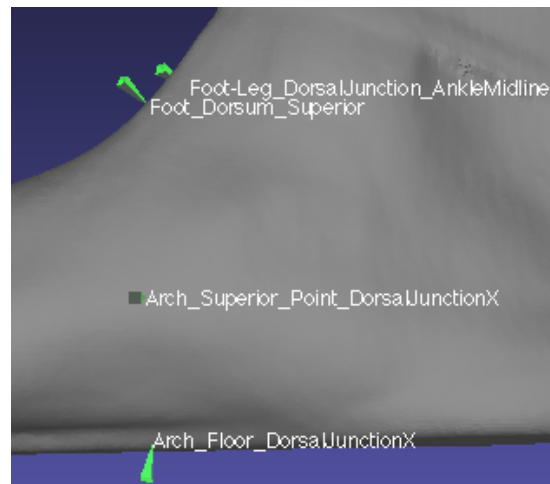 Foot-Leg_DorsalJunction_AnkleMidline
Foot_Dorsum_Superior
Arch_Superior_Point_DorsalJunctionX
Arch_Floor_DorsalJunctionX